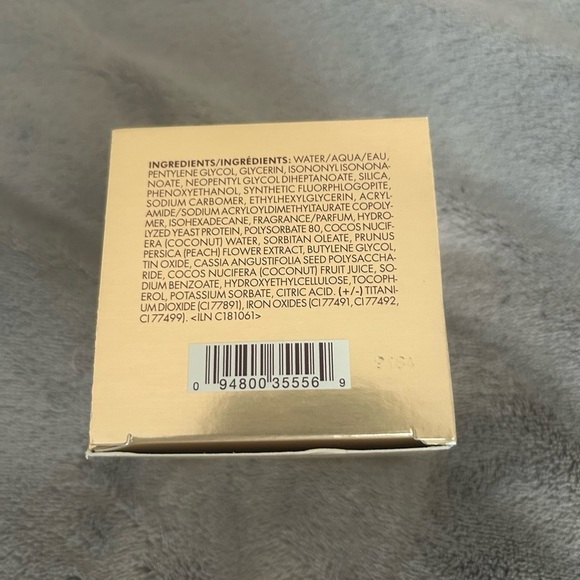 INGREDIENTS/INGRÉDIENTS: WATER/AQUA/EAU,
PENTYLENE GLYCOL, GLYCERIN, ISONONYL ISONONA-
NOATE, NEOPENTYL GLYCOL DIHEPTANOATE, SILICA,
PHENOXYETHANOL, SYNTHETIC FLUORPHLOGOPITE,
SODIUM CARBOMER, ETHYLHEXYLGLYCERIN, ACRYL-
AMIDE/SODIUM ACRYLOYLDIMETHYLTAURATE COPOLY-
MER, ISOHEXADECANE, FRAGRANCE/PARFUM, HYDRO-
LYZED YEAST PROTEIN, POLYSORBATE 80, COCOS NUCIF-
ERA (COCONUT) WATER, SORBITAN OLEATE, PRUNUS
PERSICA (PEACH) FLOWER EXTRACT, BUTYLENE GLYCOL,
TIN OXIDE, CASSIA ANGUSTIFOLIA SEED POLYSACCHA-
RIDE, COCOS NUCIFERA (COCONUT) FRUIT JUICE, SO-
DIUM BENZOATE, HYDROXYETHYLCELLULOSE, TOCOPH-
EROL, POTASSIUM SORBATE, CITRIC ACID. (+/-) TITANI-
UM DIOXIDE (CI 77891), IRON OXIDES (CI 77491, CI 77492,
CI 77499). <ILN C181061>
0 94800 35556 9